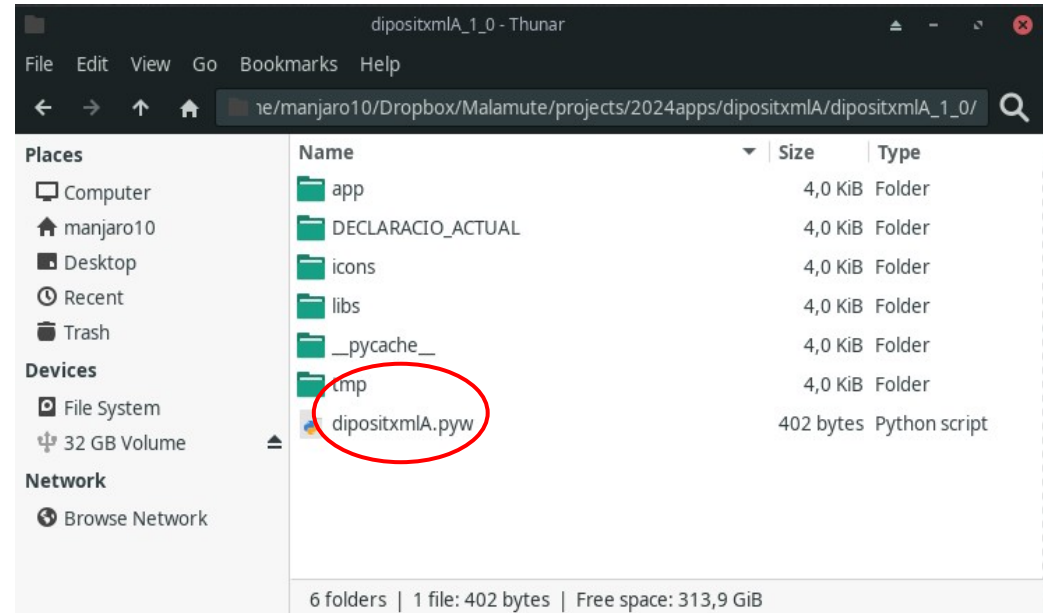 dipositxmlA_1_0 - Thunar
File Edit View Go Bookmarks Help
ne/manjaro10/Dropbox/Malamute/projects/2024apps/dipositxmlA/dipositxmlA_1_0/
Places
Computer
manjaro10
Desktop
Recent
Trash
Devices
File System
32 GB Volume
Network
Browse Network
Name Size Type
app 4,0 KiB Folder
DECLARACIO_ACTUAL 4,0 KiB Folder
icons 4,0 KiB Folder
libs 4,0 KiB Folder
__pycache__ 4,0 KiB Folder
tmp 4,0 KiB Folder
dipositxmlA.pyw 402 bytes Python script
6 folders | 1 file: 402 bytes | Free space: 313,9 GiB